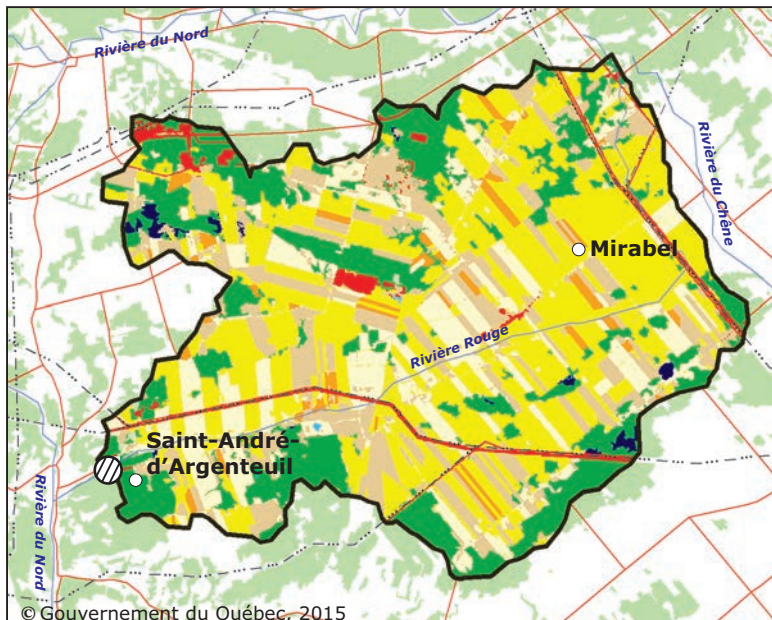 Rivière du Nord
Rivière du Chêne
Mirabel
Rivière Rouge
Saint-André-
d'Argenteuil
Rivière du Nord
© Gouvernement du Québec, 2015